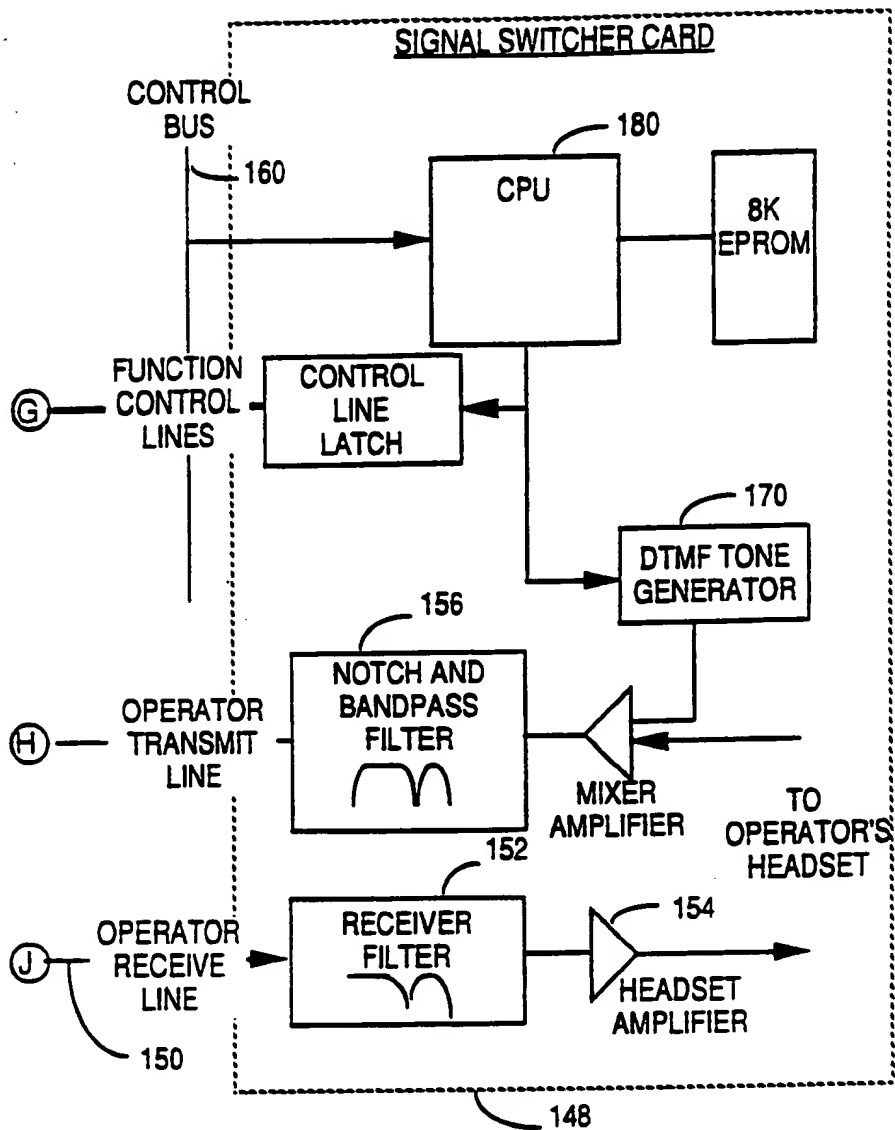 SIGNAL SWITCHER CARD
CONTROL
BUS
160
180
CPU
8K
EPROM
G
FUNCTION
CONTROL
LINES
CONTROL
LINE
LATCH
170
DTMF TONE
GENERATOR
156
H
OPERATOR
TRANSMIT
LINE
NOTCH AND
BANDPASS
FILTER
MIXER
AMPLIFIER
TO
OPERATOR'S
HEADSET
152
J
OPERATOR
RECEIVE
LINE
RECEIVER
FILTER
154
HEADSET
AMPLIFIER
150
148